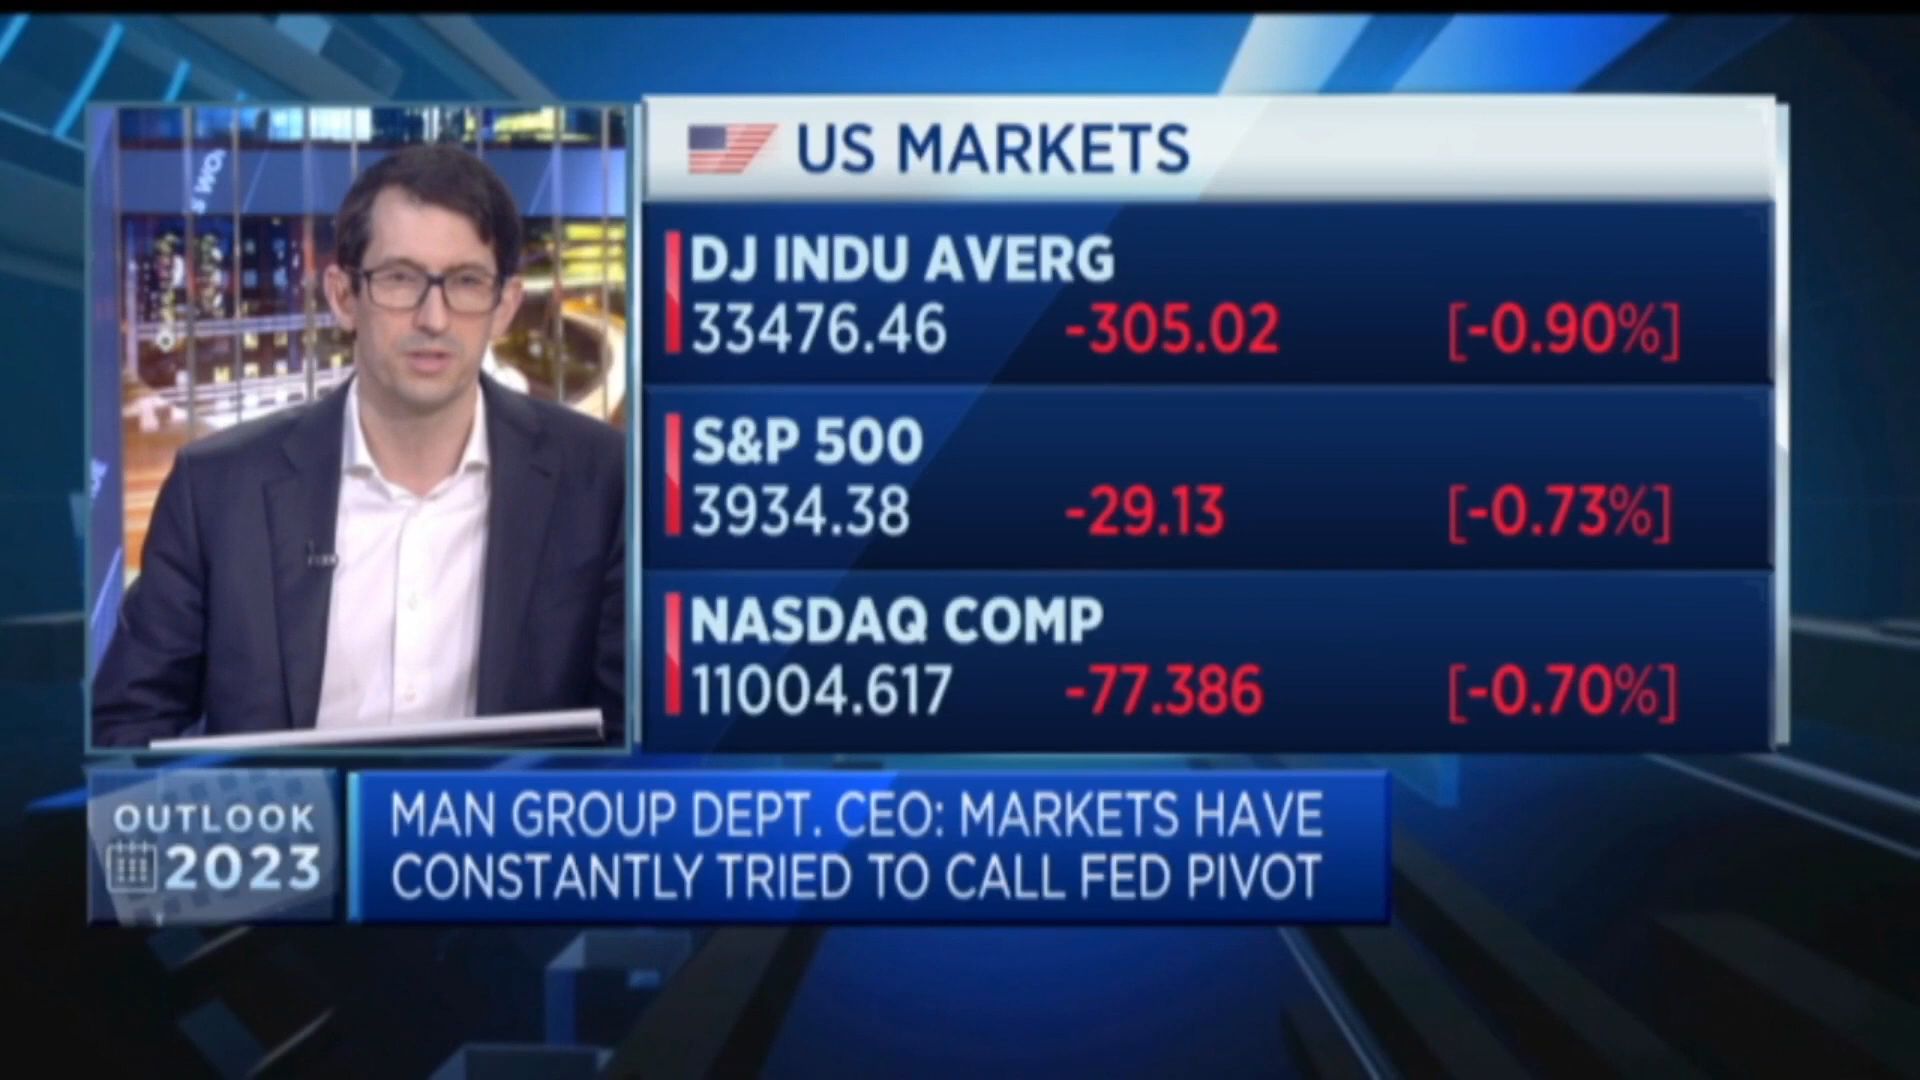 US MARKETS
DJ INDU AVERG
33476.46 -305.02 [-0.90%]
S&P 500
3934.38 -29.13 [-0.73%]
NASDAQ COMP
11004.617 -77.386 [-0.70%]
OUTLOOK
2023
MAN GROUP DEPT. CEO: MARKETS HAVE
CONSTANTLY TRIED TO CALL FED PIVOT